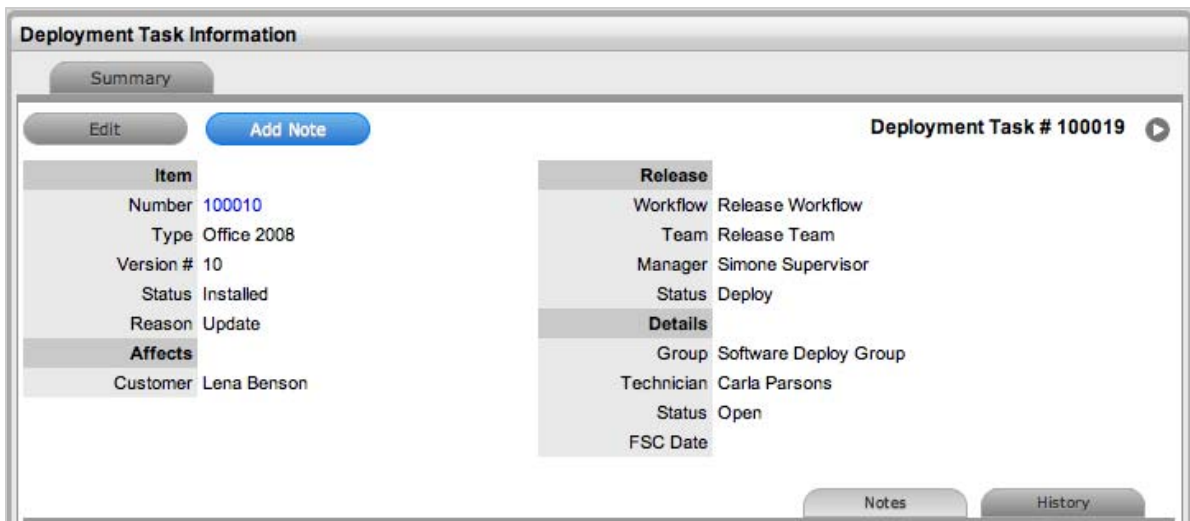 Deployment Task Information
Summary
Edit
Add Note
Deployment Task # 100019
Item
Number 100010
Type Office 2008
Version # 10
Status Installed
Reason Update
Affects
Customer Lena Benson
Release
Workflow Release Workflow
Team Release Team
Manager Simone Supervisor
Status Deploy
Details
Group Software Deploy Group
Technician Carla Parsons
Status Open
FSC Date
Notes
History